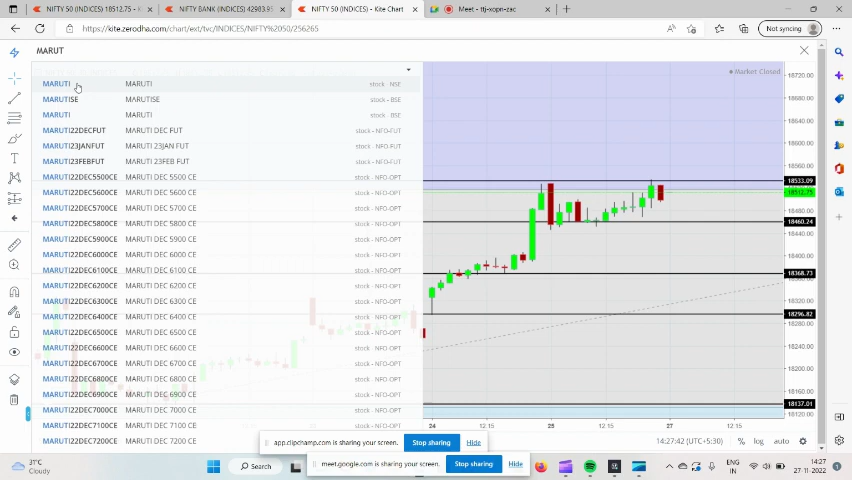 NIFTY 50 (INDICES) 18512.75 - K
NIFTY BANK (INDICES) 42983.95
NIFTY 50 (INDICES) - Kite Chart
Meet - ttj-xopn-zac
https://kite.zerodha.com/chart/ext/tvc/INDICES/NIFTY%2050/256265
Not syncing
MARUT
MARUTI MARUTI stock - NSE
MARUTISE MARUTISE stock - BSE
MARUTI MARUTI stock - NFO
MARUTI22DECFUT MARUTI DEC FUT stock - NFO-FUT
MARUTI23JANFUT MARUTI 23JAN FUT stock - NFO-FUT
MARUTI23FEBFUT MARUTI 23FEB FUT stock - NFO-FUT
MARUTI22DEC5500CE MARUTI DEC 5500 CE stock - NFO-OPT
MARUTI22DEC5600CE MARUTI DEC 5600 CE stock - NFO-OPT
MARUTI22DEC5700CE MARUTI DEC 5700 CE stock - NFO-OPT
MARUTI22DEC5800CE MARUTI DEC 5800 CE stock - NFO-OPT
MARUTI22DEC5900CE MARUTI DEC 5900 CE stock - NFO-OPT
MARUTI22DEC6000CE MARUTI DEC 6000 CE stock - NFO-OPT
MARUTI22DEC6100CE MARUTI DEC 6100 CE stock - NFO-OPT
MARUTI22DEC6200CE MARUTI DEC 6200 CE stock - NFO-OPT
MARUTI22DEC6300CE MARUTI DEC 6300 CE stock - NFO-OPT
MARUTI22DEC6400CE MARUTI DEC 6400 CE stock - NFO-OPT
MARUTI22DEC6500CE MARUTI DEC 6500 CE stock - NFO-OPT
MARUTI22DEC6600CE MARUTI DEC 6600 CE stock - NFO-OPT
MARUTI22DEC6700CE MARUTI DEC 6700 CE stock - NFO-OPT
MARUTI22DEC6800CE MARUTI DEC 6800 CE stock - NFO-OPT
MARUTI22DEC6900CE MARUTI DEC 6900 CE stock - NFO-OPT
MARUTI22DEC7000CE MARUTI DEC 7000 CE stock - NFO-OPT
MARUTI22DEC7100CE MARUTI DEC 7100 CE stock - NFO-OPT
MARUTI22DEC7200CE MARUTI DEC 7200 CE stock - NFO-OPT
Market Closed
18720.00
18680.00
18640.00
18600.00
18560.00
18533.09
18512.75
18480.00
18460.24
18440.00
18400.00
18368.73
18320.00
18296.82
18280.00
18240.00
18200.00
18160.00
18137.01
18120.00
24 12.15 25 12.15 27 12.15
14:27:42 (UTC+5:30) % log auto
app.clipchamp.com is sharing your screen. Stop sharing Hide
meet.google.com is sharing your screen. Stop sharing Hide
31°C
Cloudy
Search
ENG
IN
14:27
27-11-2022